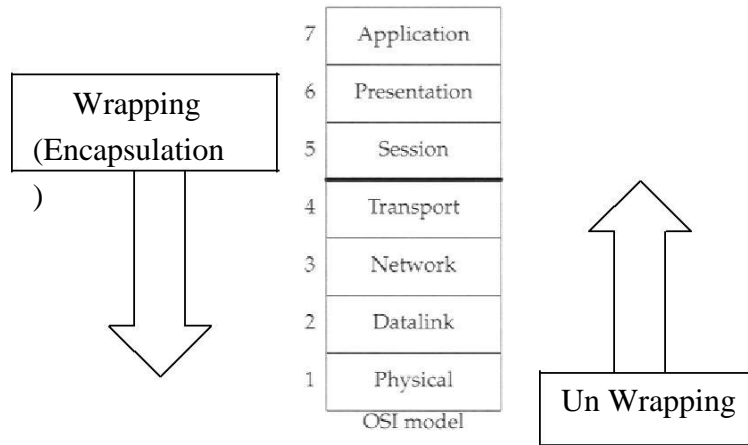 Wrapping
(Encapsulation
)
7 Application
6 Presentation
5 Session
4 Transport
3 Network
2 Datalink
1 Physical
OSI model
Un Wrapping